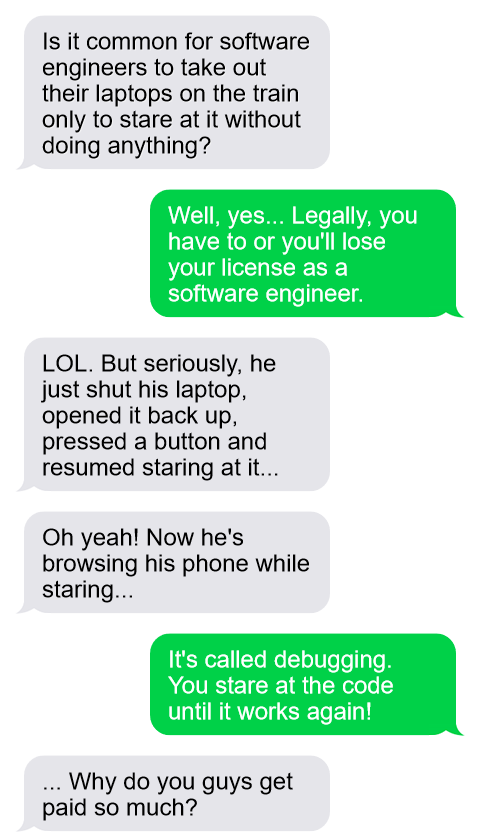 Is it common for software
engineers to take out
their laptops on the train
only to stare at it without
doing anything?
Well, yes... Legally, you
have to or you'll lose
your license as a
software engineer.
LOL. But seriously, he
just shut his laptop,
opened it back up,
pressed a button and
resumed staring at it...
Oh yeah! Now he's
browsing his phone while
staring...
It's called debugging.
You stare at the code
until it works again!
... Why do you guys get
paid so much?